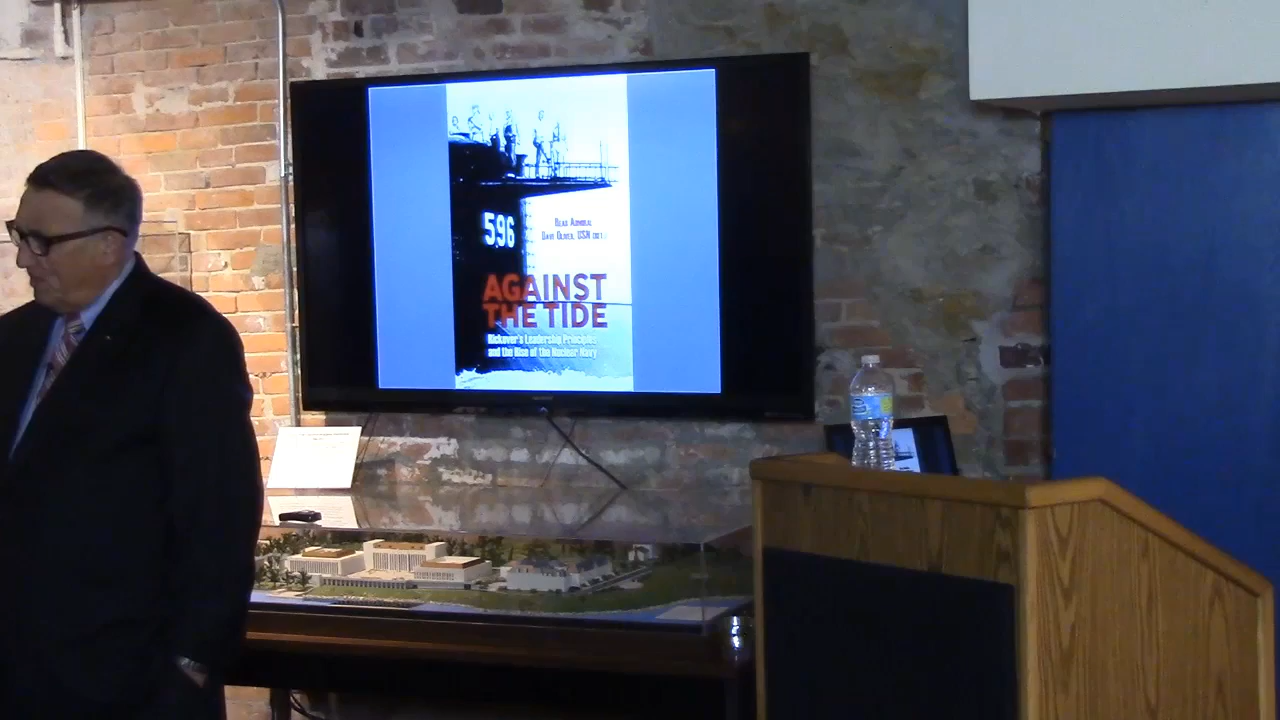 596
REAR ADMIRAL
DAVE OLIVER, USN (RET.)
AGAINST
THE TIDE
Rickover's Leadership Principles
and the Rise of the Nuclear Navy